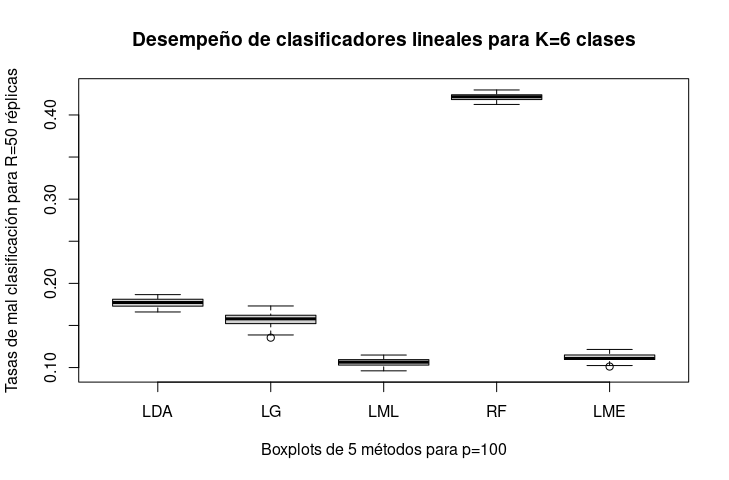 Desempeño de clasificadores lineales para K=6 clases
Tasas de mal clasificación para R=50 réplicas
0.40
0.30
0.20
0.10
LDA LG LML RF LME
Boxplots de 5 métodos para p=100